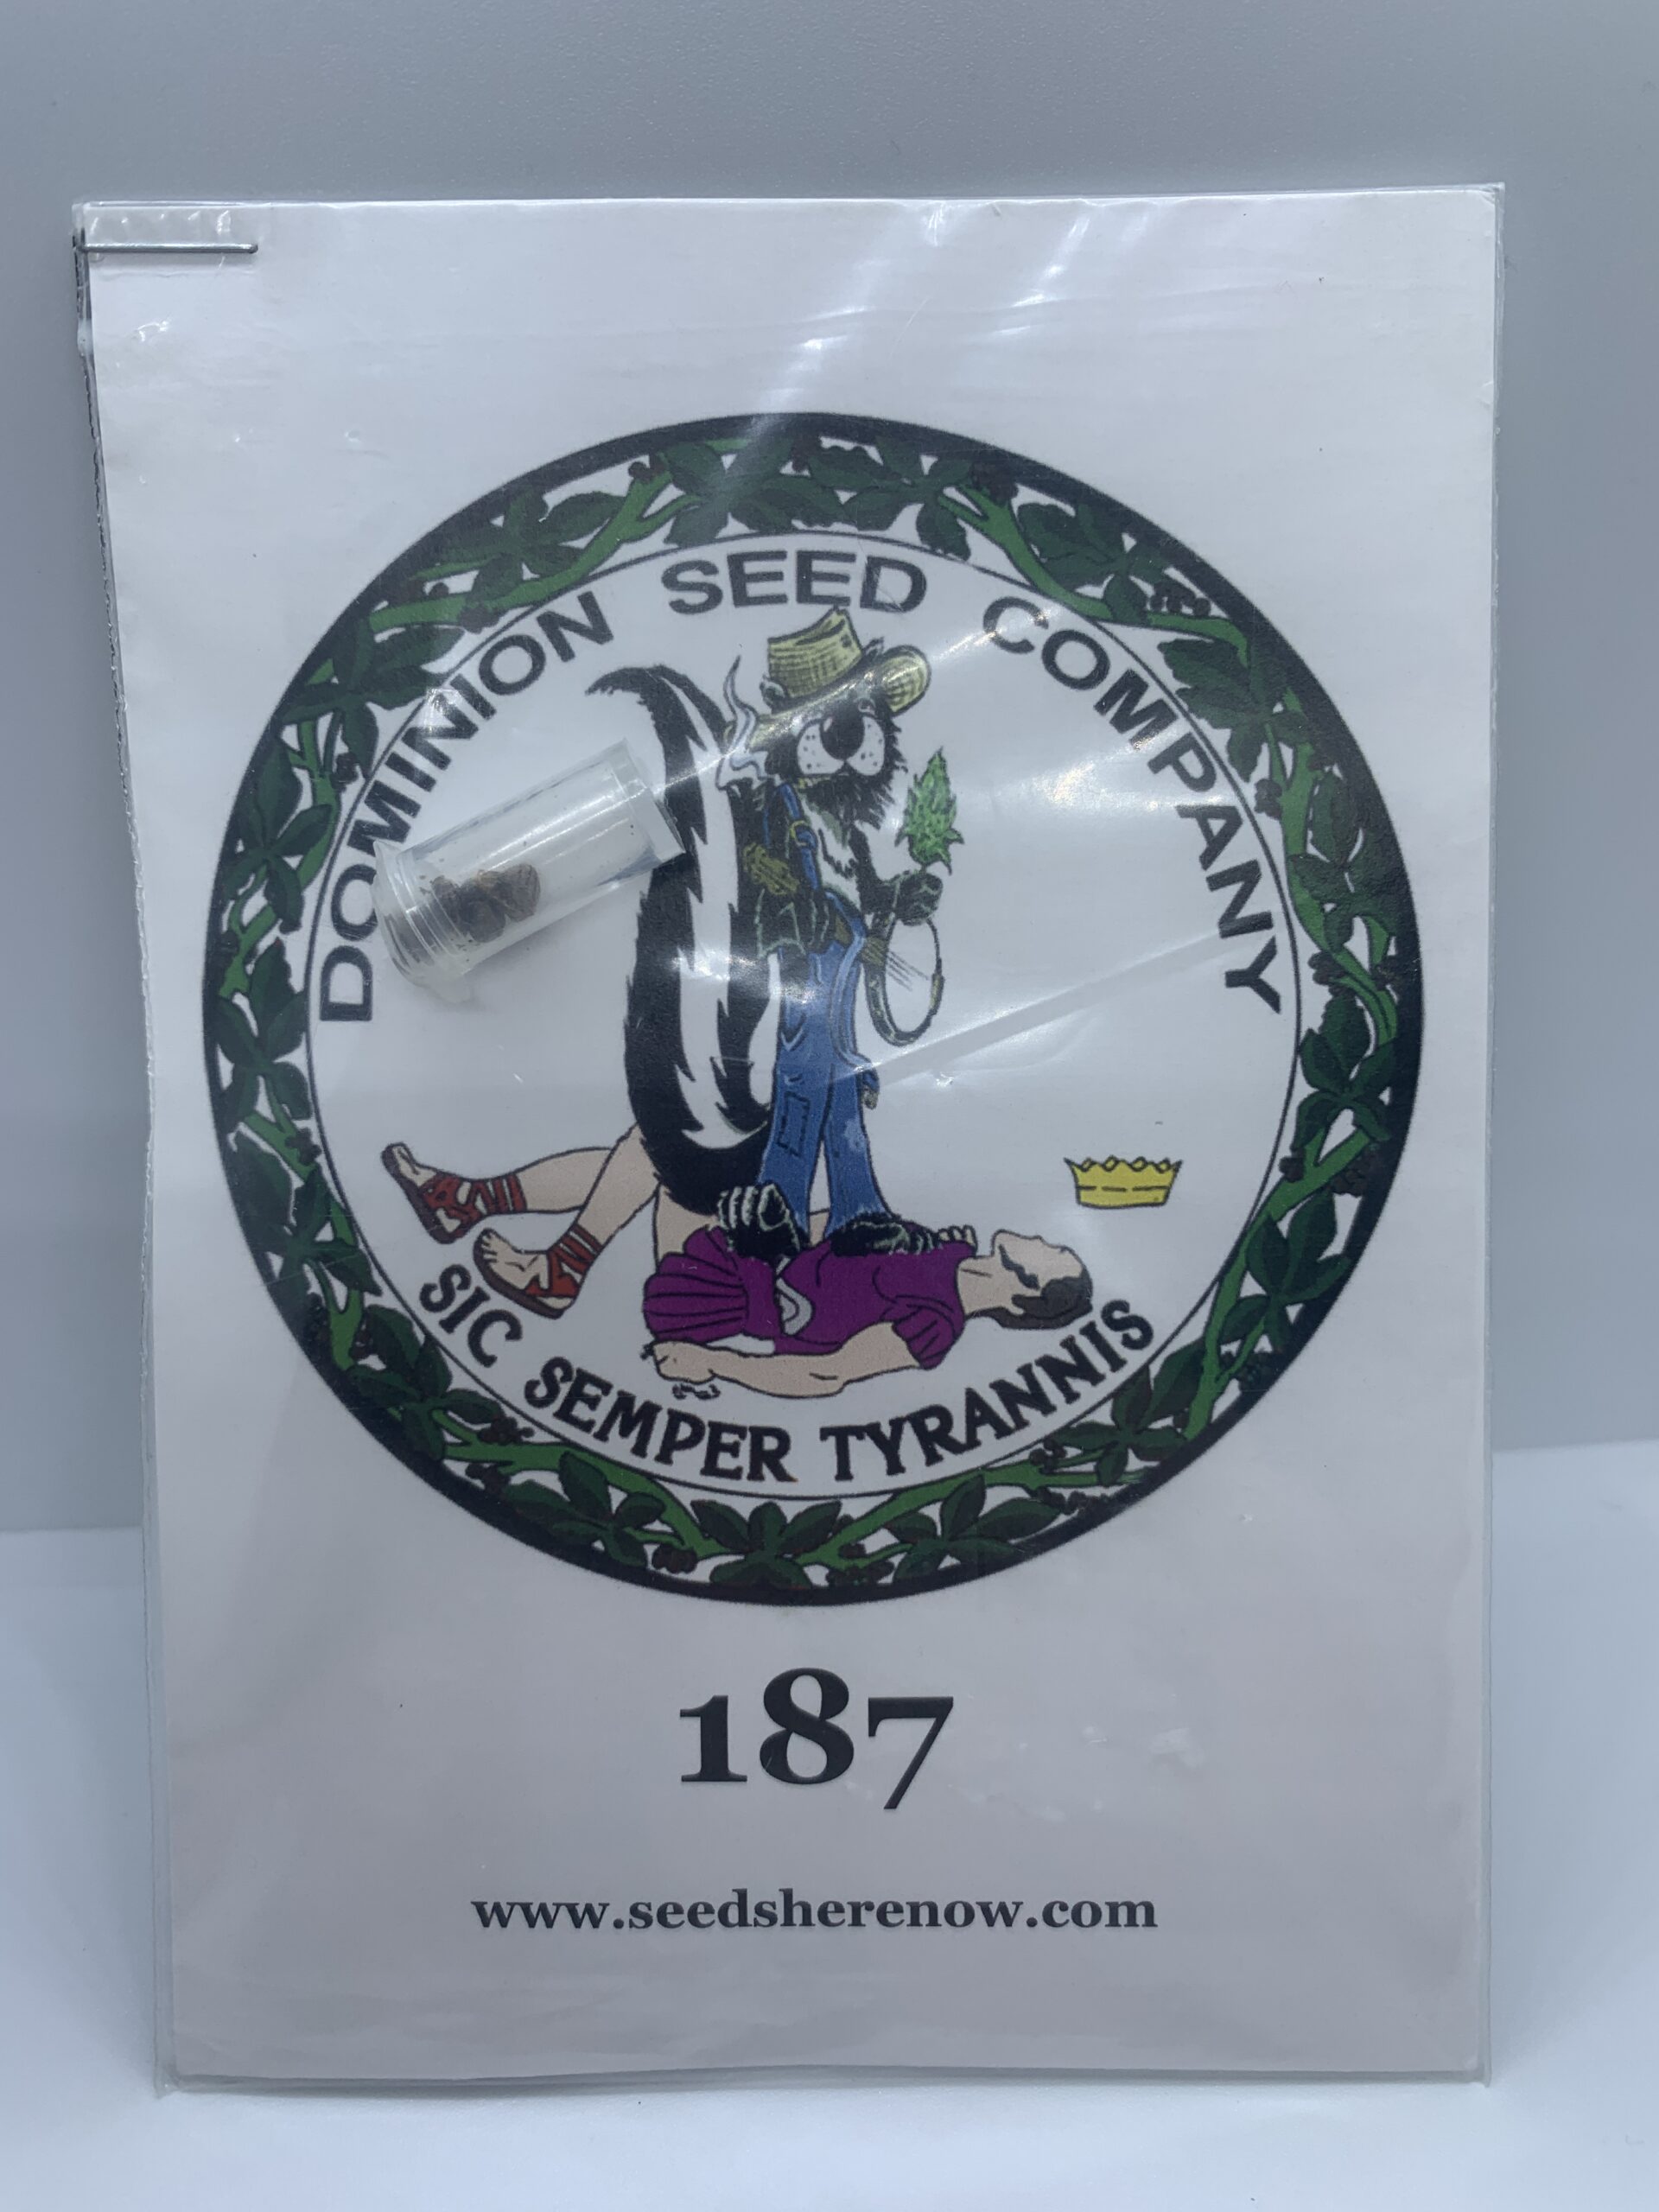 DOMINION SEED COMPANY
SIC SEMPER TYRANNIS
187
www.seedsherenow.com